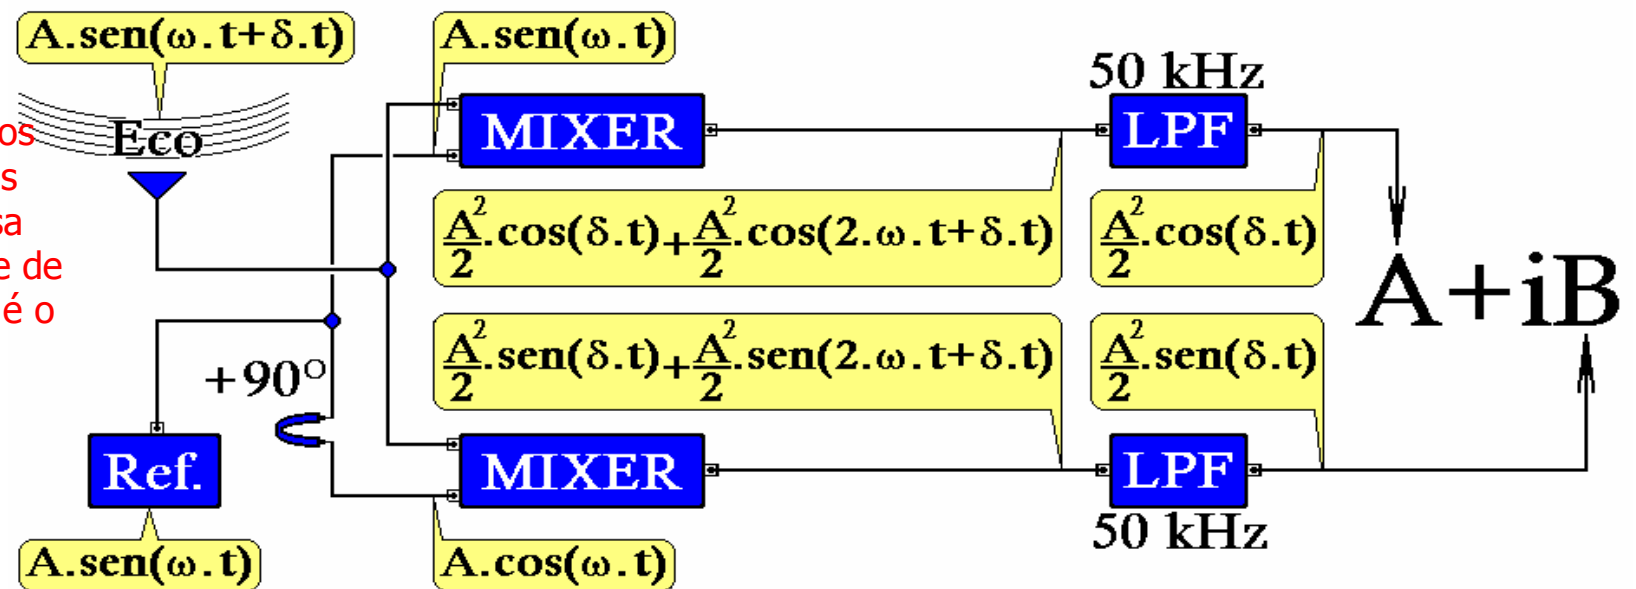 A.sen(ω.t+δ.t)
A.sen(ω.t)
50 kHz
os
Eco
MIXER
LPF
s
sa
A²/2.cos(δ.t)+A²/2.cos(2.ω.t+δ.t)
A²/2.cos(δ.t)
e de
é o
A+iB
A²/2.sen(δ.t)+A²/2.sen(2.ω.t+δ.t)
A²/2.sen(δ.t)
+90°
Ref.
MIXER
LPF
50 kHz
A.sen(ω.t)
A.cos(ω.t)